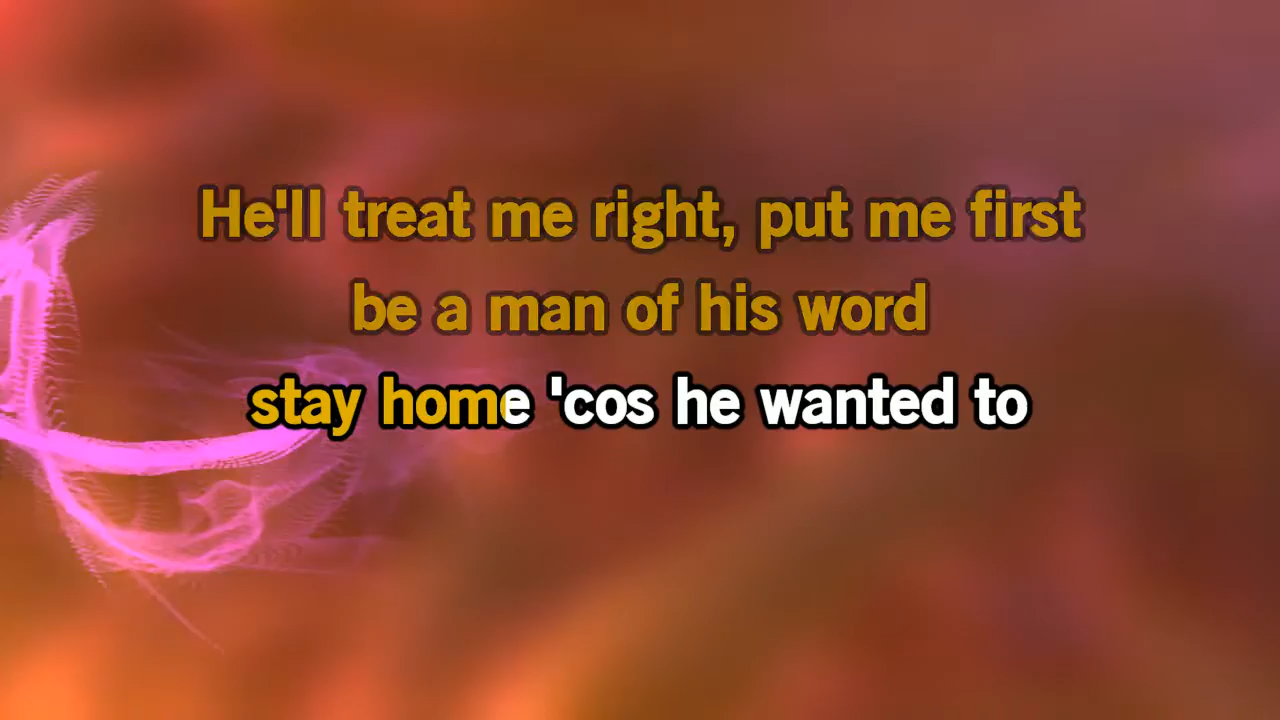 He'll treat me right, put me first
be a man of his word
stay home 'cos he wanted to